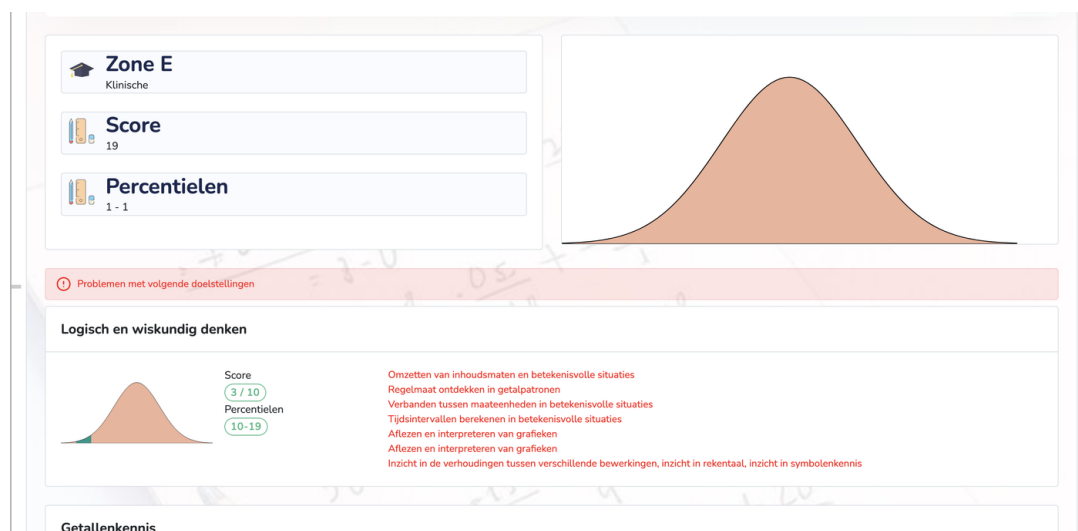 Zone E
Klinische
Score
19
Percentielen
1 - 1
Problemen met volgende doelstellingen
Logisch en wiskundig denken
Score
3 / 10
Percentielen
10-19
Omzetten van inhoudsmaten en betekenisvolle situaties
Regelmaat ontdekken in getalpatronen
Verbanden tussen maateenheden in betekenisvolle situaties
Tijdsintervallen berekenen in betekenisvolle situaties
Aflezen en interpreteren van grafieken
Aflezen en interpreteren van grafieken
Inzicht in de verhoudingen tussen verschillende bewerkingen, inzicht in rekentaal, inzicht in symbolenkennis
Getallenkennis